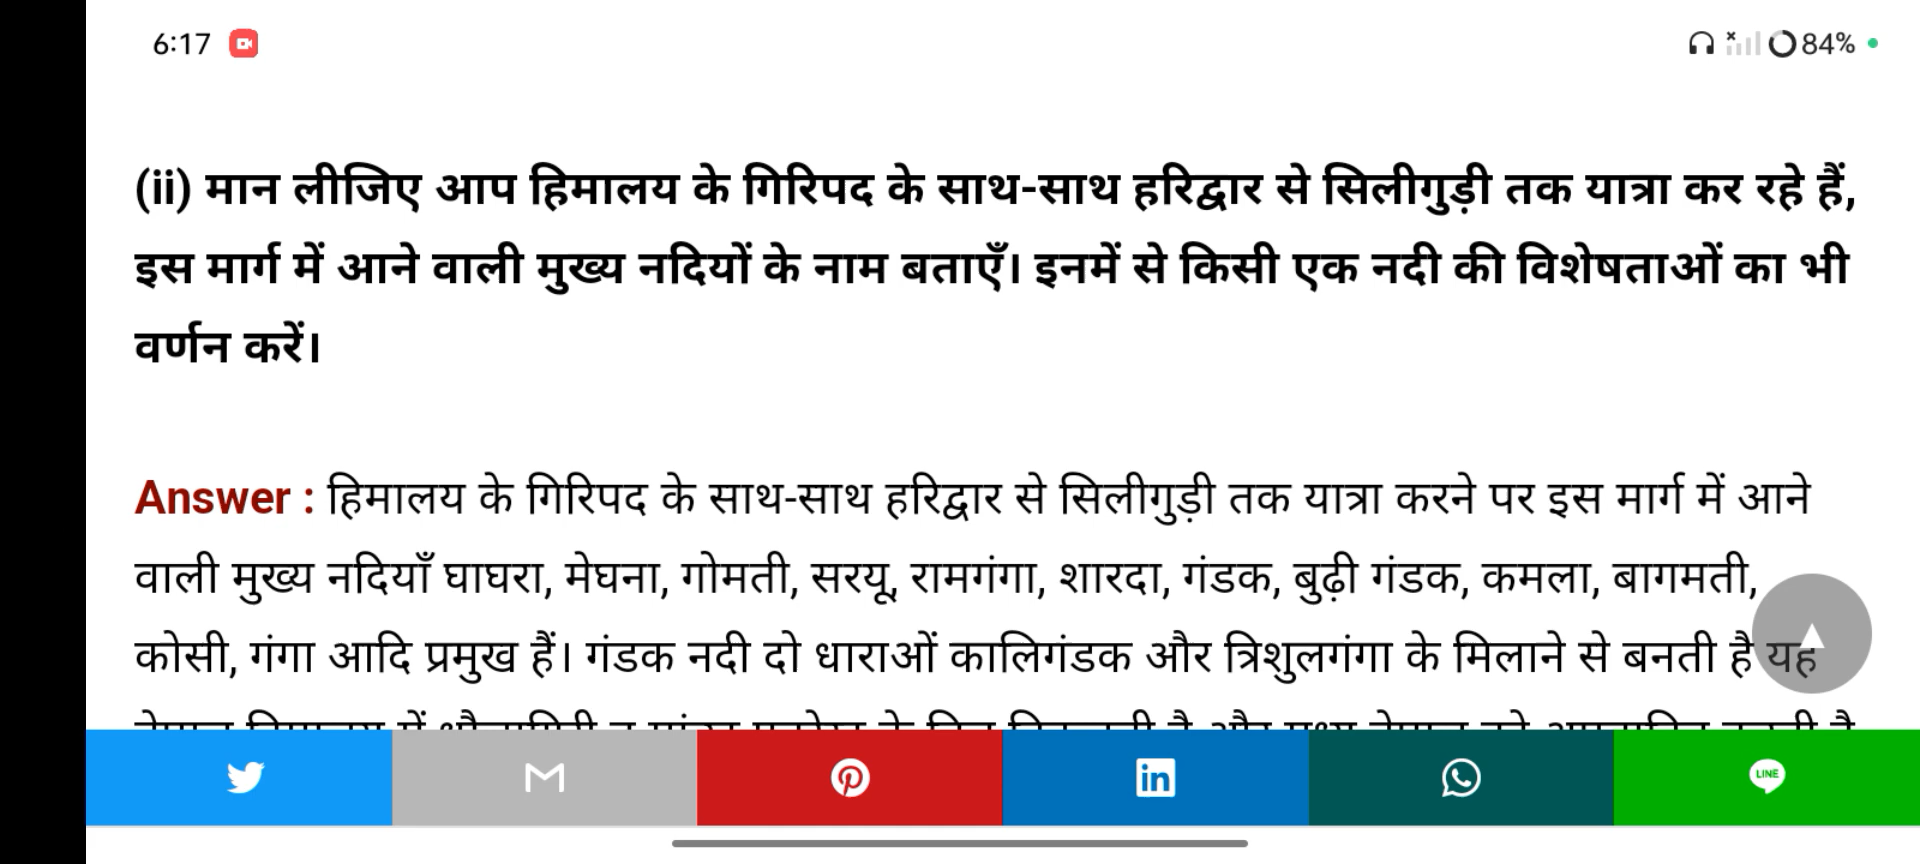 6:17
84%
(ii) मान लीजिए आप हिमालय के गिरिपद के साथ-साथ हरिद्वार से सिलीगुड़ी तक यात्रा कर रहे हैं,
इस मार्ग में आने वाली मुख्य नदियों के नाम बताएँ। इनमें से किसी एक नदी की विशेषताओं का भी
वर्णन करें।
Answer : हिमालय के गिरिपद के साथ-साथ हरिद्वार से सिलीगुड़ी तक यात्रा करने पर इस मार्ग में आने
वाली मुख्य नदियाँ घाघरा, मेघना, गोमती, सरयू, रामगंगा, शारदा, गंडक, बुढ़ी गंडक, कमला, बागमती,
कोसी, गंगा आदि प्रमुख हैं। गंडक नदी दो धाराओं कालिगंडक और त्रिशुलगंगा के मिलाने से बनती है यह
LINE